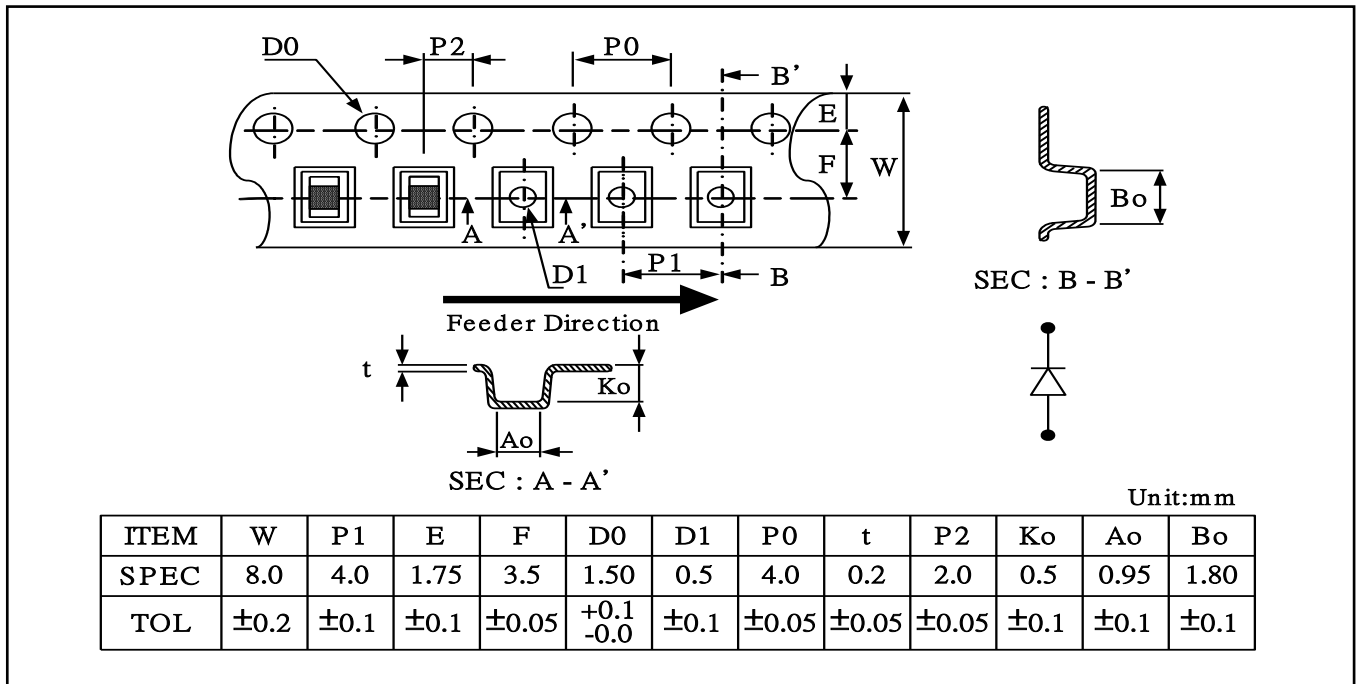 D0
P2
P0
B'
E
F
W
A
A'
D1
P1
B
Feeder Direction
Bo
SEC : B - B'
t
Ko
Ao
SEC : A - A'
Unit:mm
ITEM W P1 E F D0 D1 P0 t P2 Ko Ao Bo
SPEC 8.0 4.0 1.75 3.5 1.50 0.5 4.0 0.2 2.0 0.5 0.95 1.80
TOL ±0.2 ±0.1 ±0.1 ±0.05 +0.1 -0.0 ±0.1 ±0.05 ±0.05 ±0.05 ±0.1 ±0.1 ±0.1